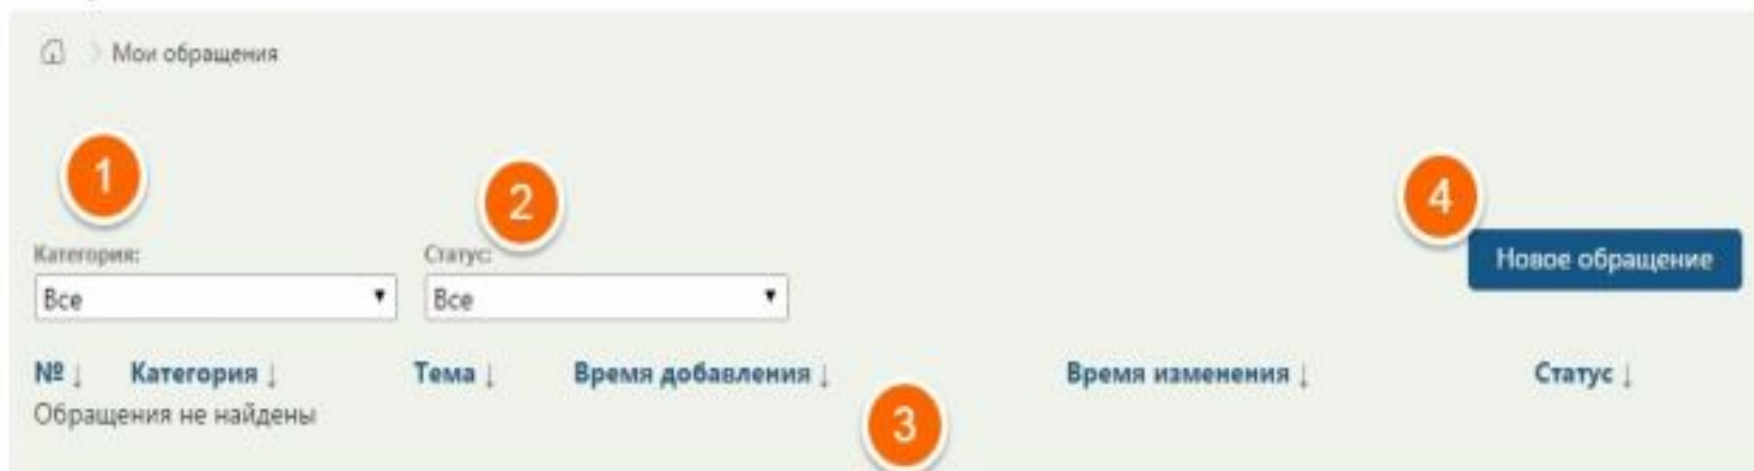 Мои обращения
1
2
4
Категория:
Статус:
Новое обращение
Все
Все
№↓ Категория↓ Тема↓ Время добавления↓ Время изменения↓ Статус↓
Обращения не найдены
3